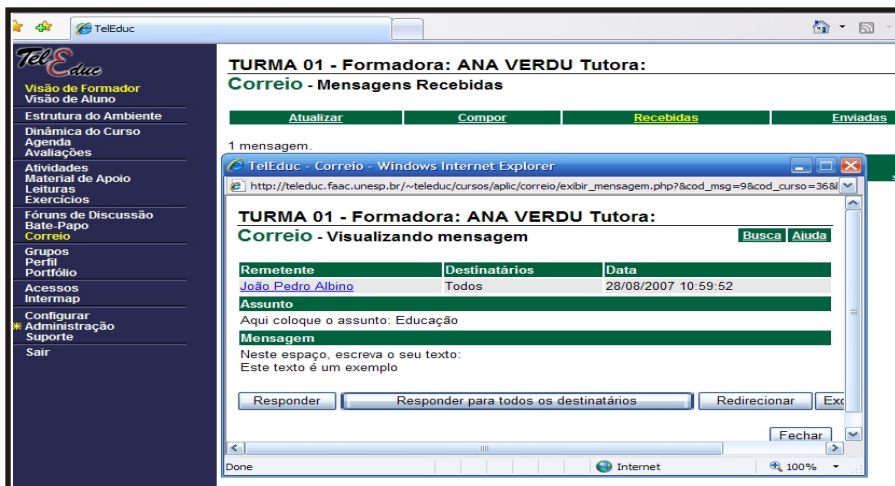 TelEduc
TelEduc
Visão de Formador
Visão de Aluno
Estrutura do Ambiente
Dinâmica do Curso
Agenda
Avaliações
Atividades
Material de Apoio
Leituras
Exercícios
Fóruns de Discussão
Bate-Papo
Correio
Grupos
Perfil
Portfólio
Acessos
Intermap
Configurar
* Administração
Suporte
Sair
TURMA 01 - Formadora: ANA VERDU Tutora:
Correio - Mensagens Recebidas
Atualizar Compor Recebidas Enviadas
1 mensagem.
TelEduc - Correio - Windows Internet Explorer
http://teleduc.faac.unesp.br/~teleduc/cursos/aplic/correio/exibir_mensagem.php?&cod_msg=9&cod_curso=36&
TURMA 01 - Formadora: ANA VERDU Tutora:
Correio - Visualizando mensagem Busca Ajuda
Remetente Destinatários Data
João Pedro Albino Todos 28/08/2007 10:59:52
Assunto
Aqui coloque o assunto: Educação
Mensagem
Neste espaço, escreva o seu texto:
Este texto é um exemplo
Responder Responder para todos os destinatários Redirecionar Exc
Fechar
Done Internet 100%